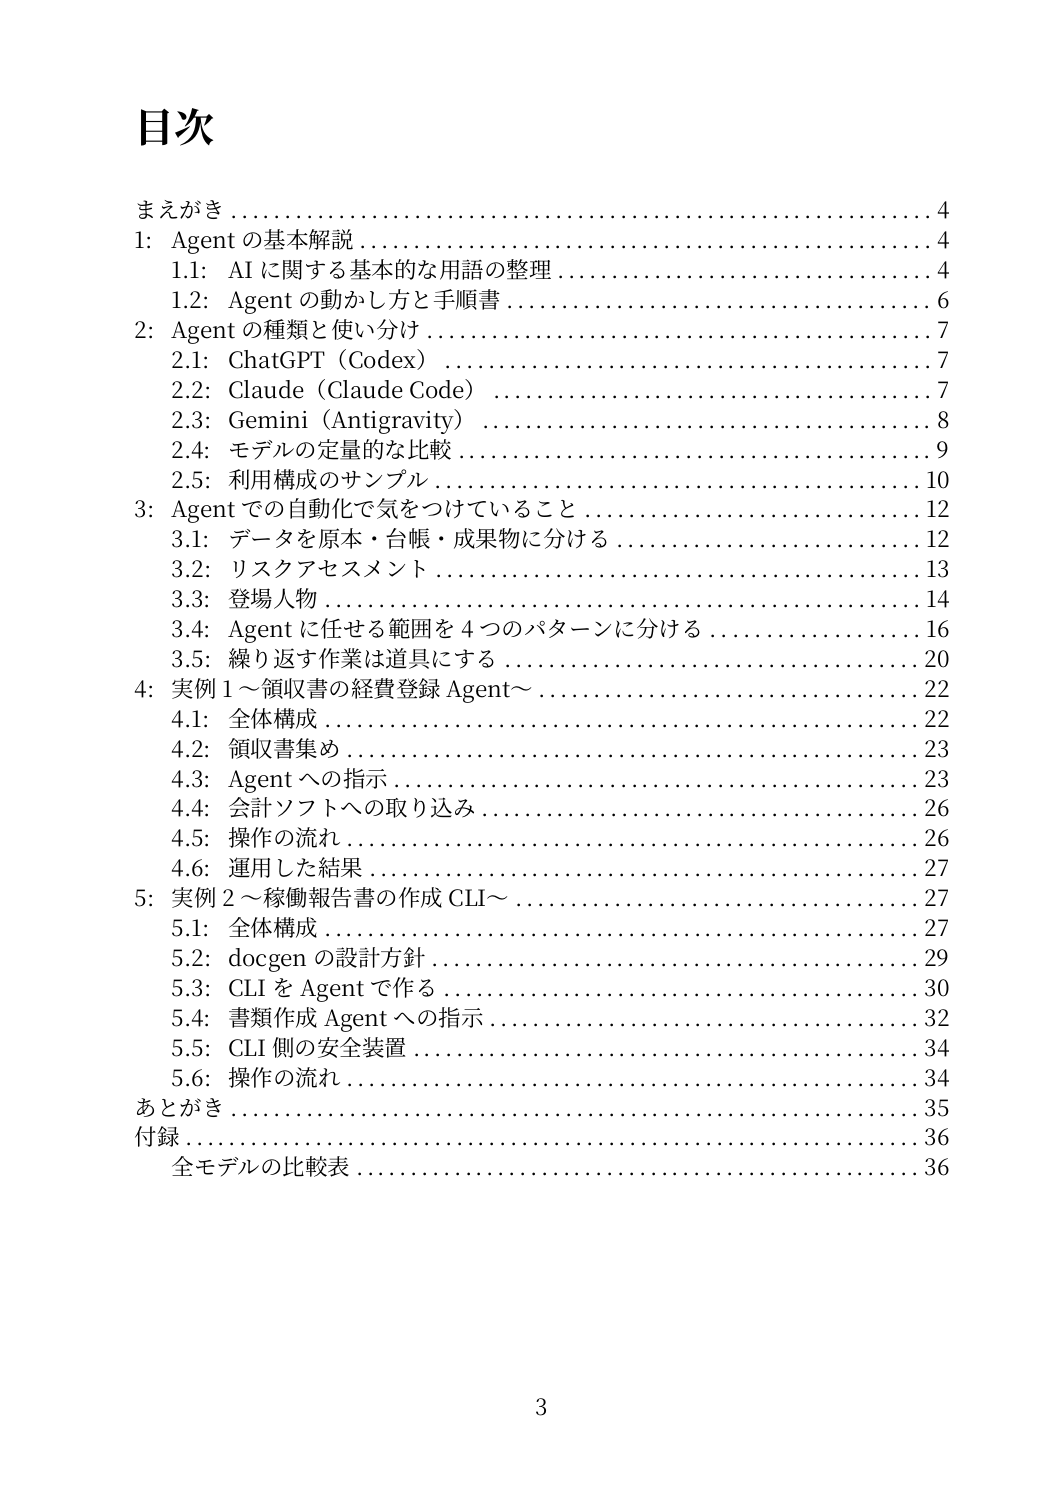 目次
まえがき 4
1: Agent の基本解説 4
1.1: AI に関する基本的な用語の整理 4
1.2: Agent の動かし方と手順書 6
2: Agent の種類と使い分け 7
2.1: ChatGPT（Codex） 7
2.2: Claude（Claude Code） 7
2.3: Gemini（Antigravity） 8
2.4: モデルの定量的な比較 9
2.5: 利用構成のサンプル 10
3: Agent での自動化で気をつけていること 12
3.1: データを原本・台帳・成果物に分ける 12
3.2: リスクアセスメント 13
3.3: 登場人物 14
3.4: Agent に任せる範囲を 4 つのパターンに分ける 16
3.5: 繰り返す作業は道具にする 20
4: 実例 1 〜領収書の経費登録 Agent〜 22
4.1: 全体構成 22
4.2: 領収書集め 23
4.3: Agent への指示 23
4.4: 会計ソフトへの取り込み 26
4.5: 操作の流れ 26
4.6: 運用した結果 27
5: 実例 2 〜稼働報告書の作成 CLI〜 27
5.1: 全体構成 27
5.2: docgen の設計方針 29
5.3: CLI を Agent で作る 30
5.4: 書類作成 Agent への指示 32
5.5: CLI 側の安全装置 34
5.6: 操作の流れ 34
あとがき 35
付録 36
全モデルの比較表 36
3